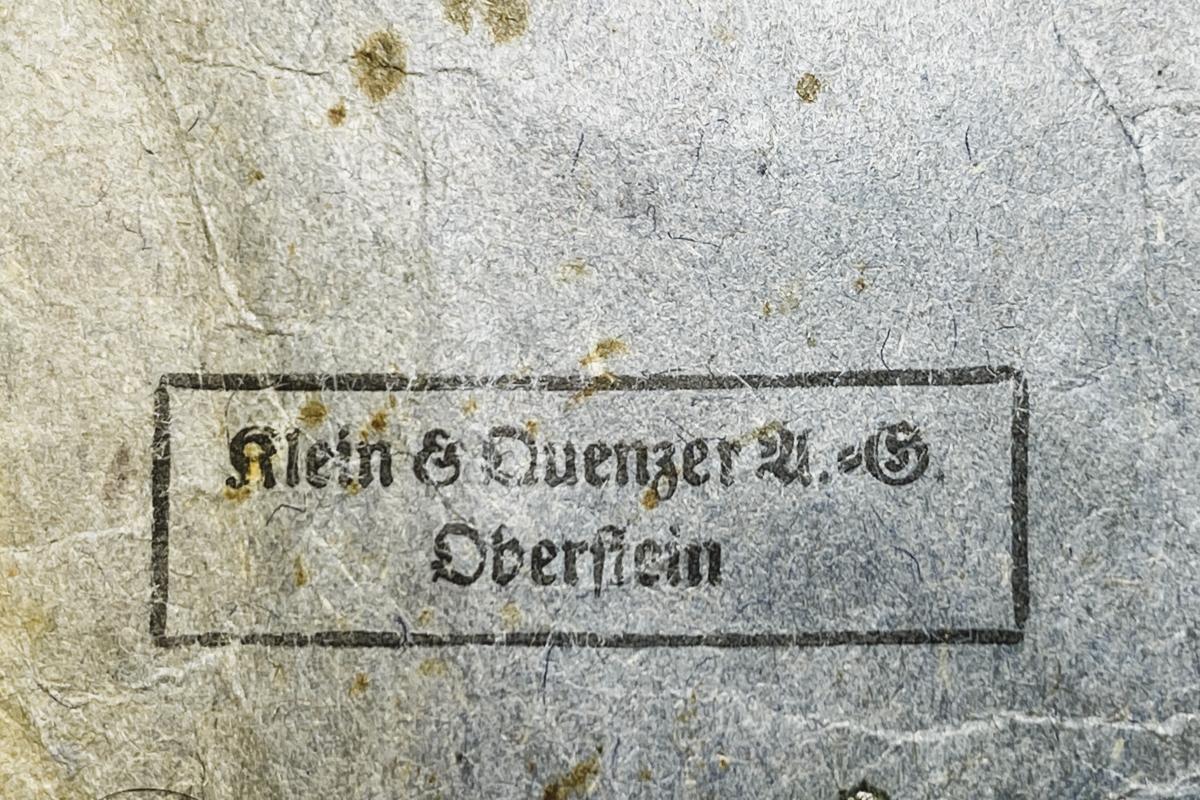 Klein & Quenzer A.-G.
Oberstein